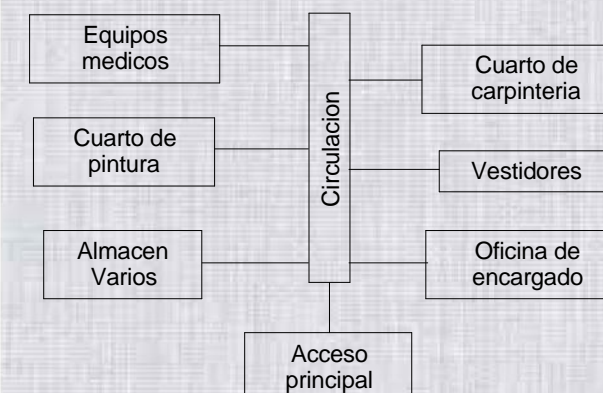 Equipos
medicos
Cuarto de
pintura
Almacen
Varios
Circulacion
Cuarto de
carpinteria
Vestidores
Oficina de
encargado
Acceso
principal